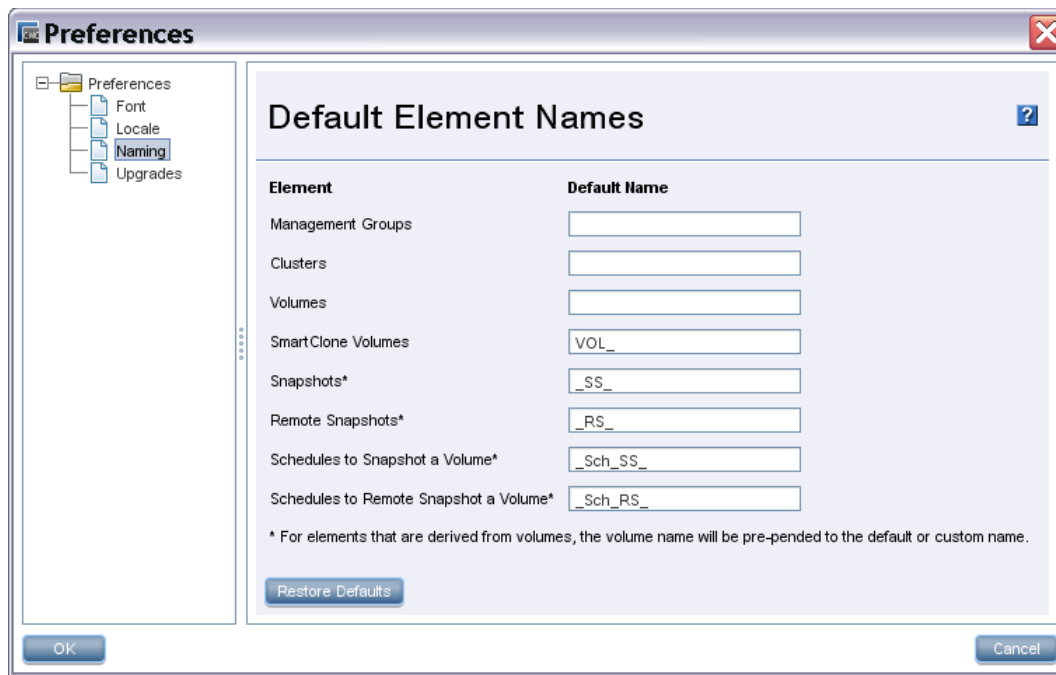 CMC Preferences
Preferences
Font
Locale
Naming
Upgrades
Default Element Names
?
Element Default Name
Management Groups
Clusters
Volumes
SmartClone Volumes VOL_
Snapshots* _SS_
Remote Snapshots* _RS_
Schedules to Snapshot a Volume* _Sch_SS_
Schedules to Remote Snapshot a Volume* _Sch_RS_
* For elements that are derived from volumes, the volume name will be pre-pended to the default or custom name.
Restore Defaults
OK Cancel